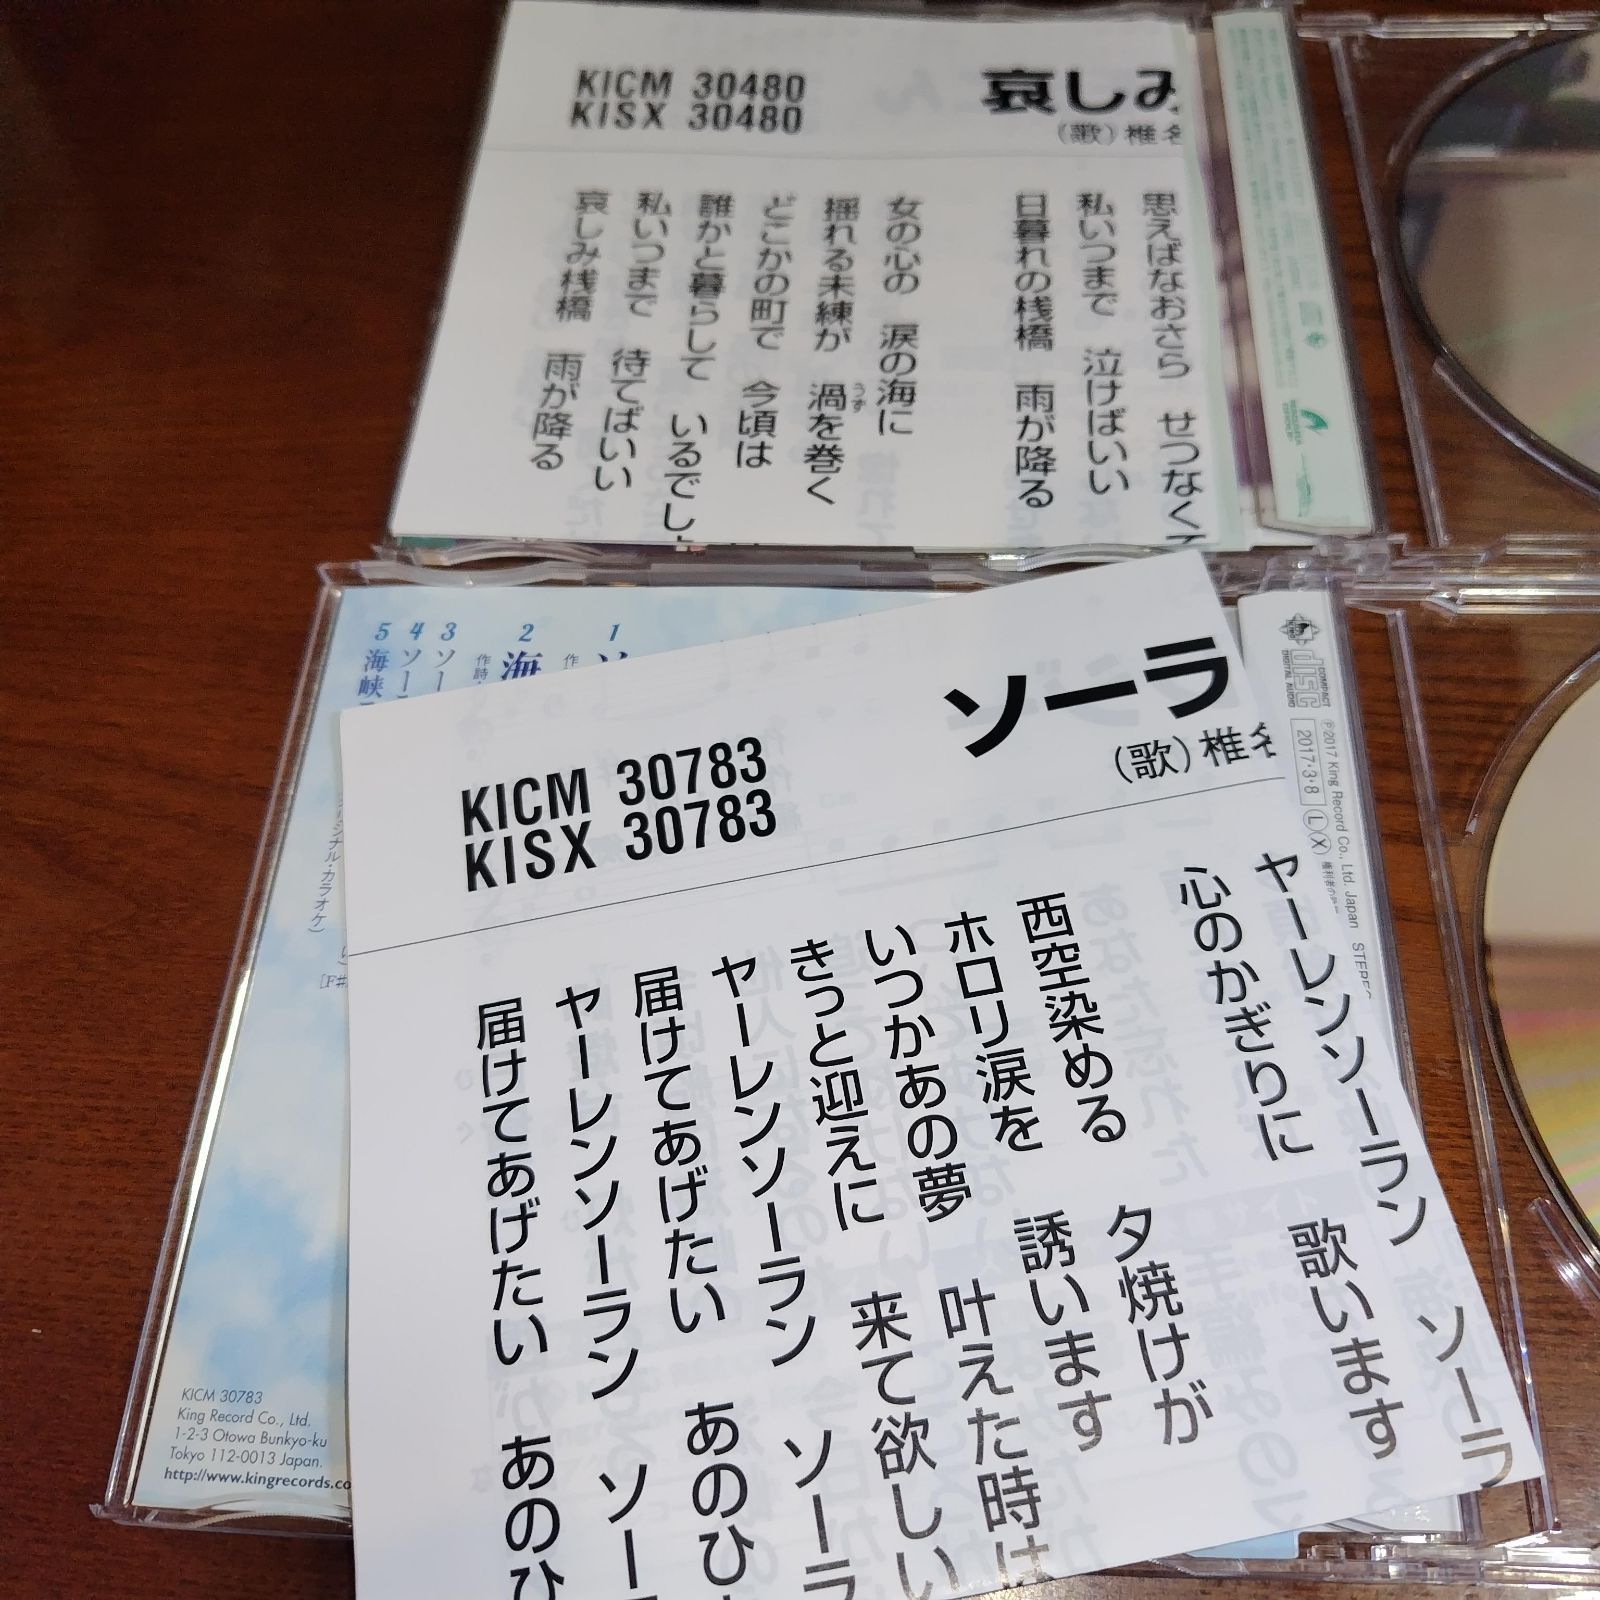 KICM 30480
KISX 30480
哀しみ
(歌) 椎名
思えばなおさら せつなくて
私いつまで 泣けばいい
日暮れの桟橋 雨が降る
女の心の 涙の海に
揺れる未練が 渦を巻く
うず
どこかの町で 今頃は
誰かと暮らして いるでし
私いつまで 待てばいい
哀しみ桟橋 雨が降る
KICM 30783
KISX 30783
ソーラ
(歌) 椎名
ヤーレンソーラン ソーラ
心のかぎりに 歌います
西空染める 夕焼けが
ホロリ涙を 誘います
いつかあの夢 叶えた時は
きっと迎えに 来て欲しい
ヤーレンソーラン ソーラ
届けてあげたい あのひ
ヤーレンソーラン ソー
届けてあげたい あのひ
1 ソ
作
2 海
作詩
3 ソー
4 ソー
5 海峡
ジナル・カラオケ)
[F#
KICM 30783
King Record Co., Ltd.
1-2-3 Otowa Bunkyo-ku
Tokyo 112-0013 Japan.
http://www.kingrecords.co
COMPACT
disc
DIGITAL AUDIO
℗2017 King Record Co., Ltd. Japan
STEREO
2017・3・8
L X